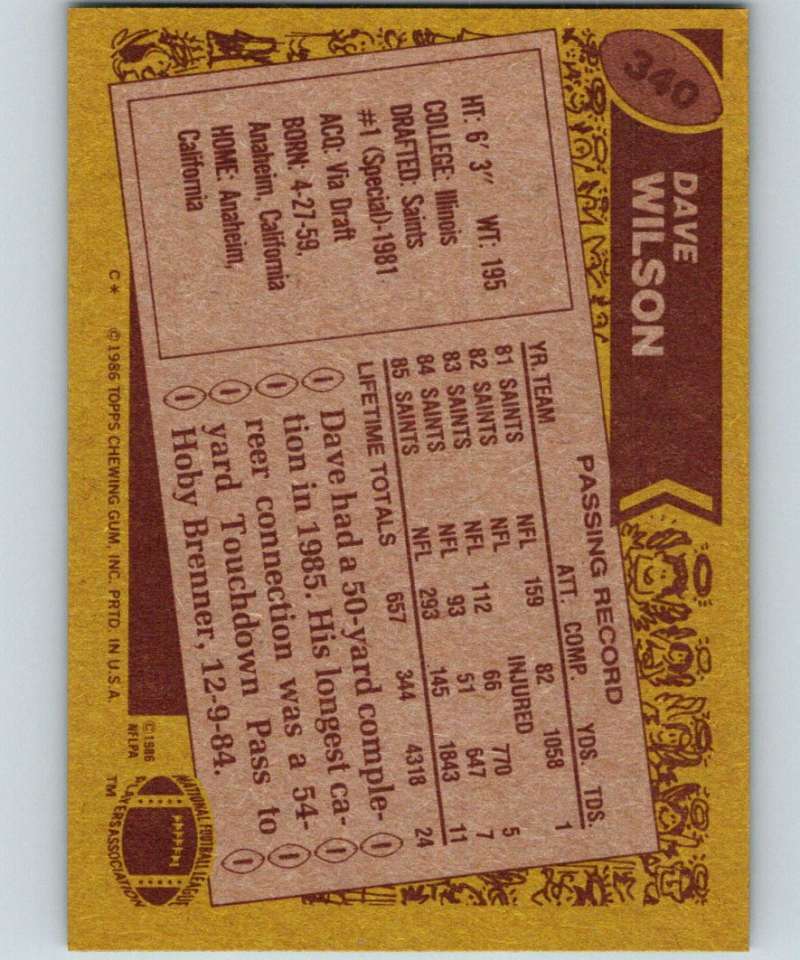 340
DAVE
WILSON
HT: 6' 3" WT: 195
COLLEGE: Illinois
DRAFTED: Saints
#1 (Special)-1981
ACQ: Via Draft
BORN: 4-27-59,
Anaheim, California
HOME: Anaheim,
California
PASSING RECORD
YR. TEAM ATT. COMP. YDS. TDS.
81 SAINTS NFL 159 82 1058 1
82 SAINTS NFL INJURED
83 SAINTS NFL 112 66 770 5
84 SAINTS NFL 93 51 647 7
85 SAINTS NFL 293 145 1843 11
LIFETIME TOTALS 657 344 4318 24
Dave had a 50-yard comple-
tion in 1985. His longest ca-
reer connection was a 54-
yard Touchdown Pass to
Hoby Brenner, 12-9-84.
C* ©1986 TOPPS CHEWING GUM, INC. PRTD. IN U.S.A.
©1986
NFLPA
NATIONAL FOOTBALL LEAGUE
PLAYERS ASSOCIATION
TM